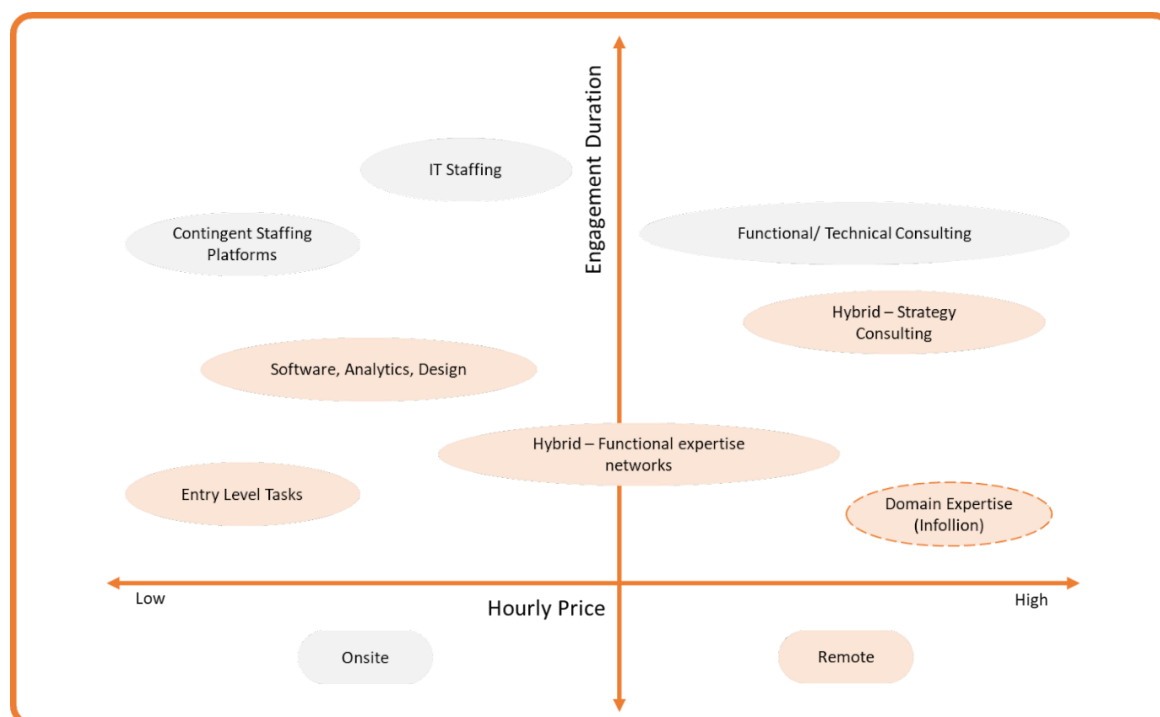 Engagement Duration
IT Staffing
Contingent Staffing
Platforms
Functional/ Technical Consulting
Hybrid – Strategy
Consulting
Software, Analytics, Design
Hybrid – Functional expertise
networks
Entry Level Tasks
Domain Expertise
(Infollion)
Low
Hourly Price
High
Onsite
Remote